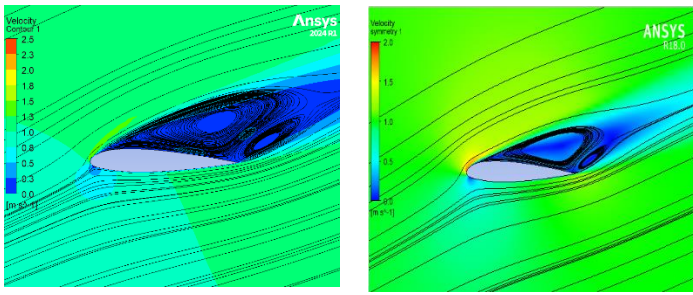 Velocity
Contour 1
2.5
2.3
2.0
1.8
1.5
1.3
1.0
0.8
0.5
0.3
0.0
[m s^-1]
Ansys
2024 R1
Velocity
symmetry 1
2.0
1.5
1.0
0.5
0.0
[m s^-1]
ANSYS
R18.0